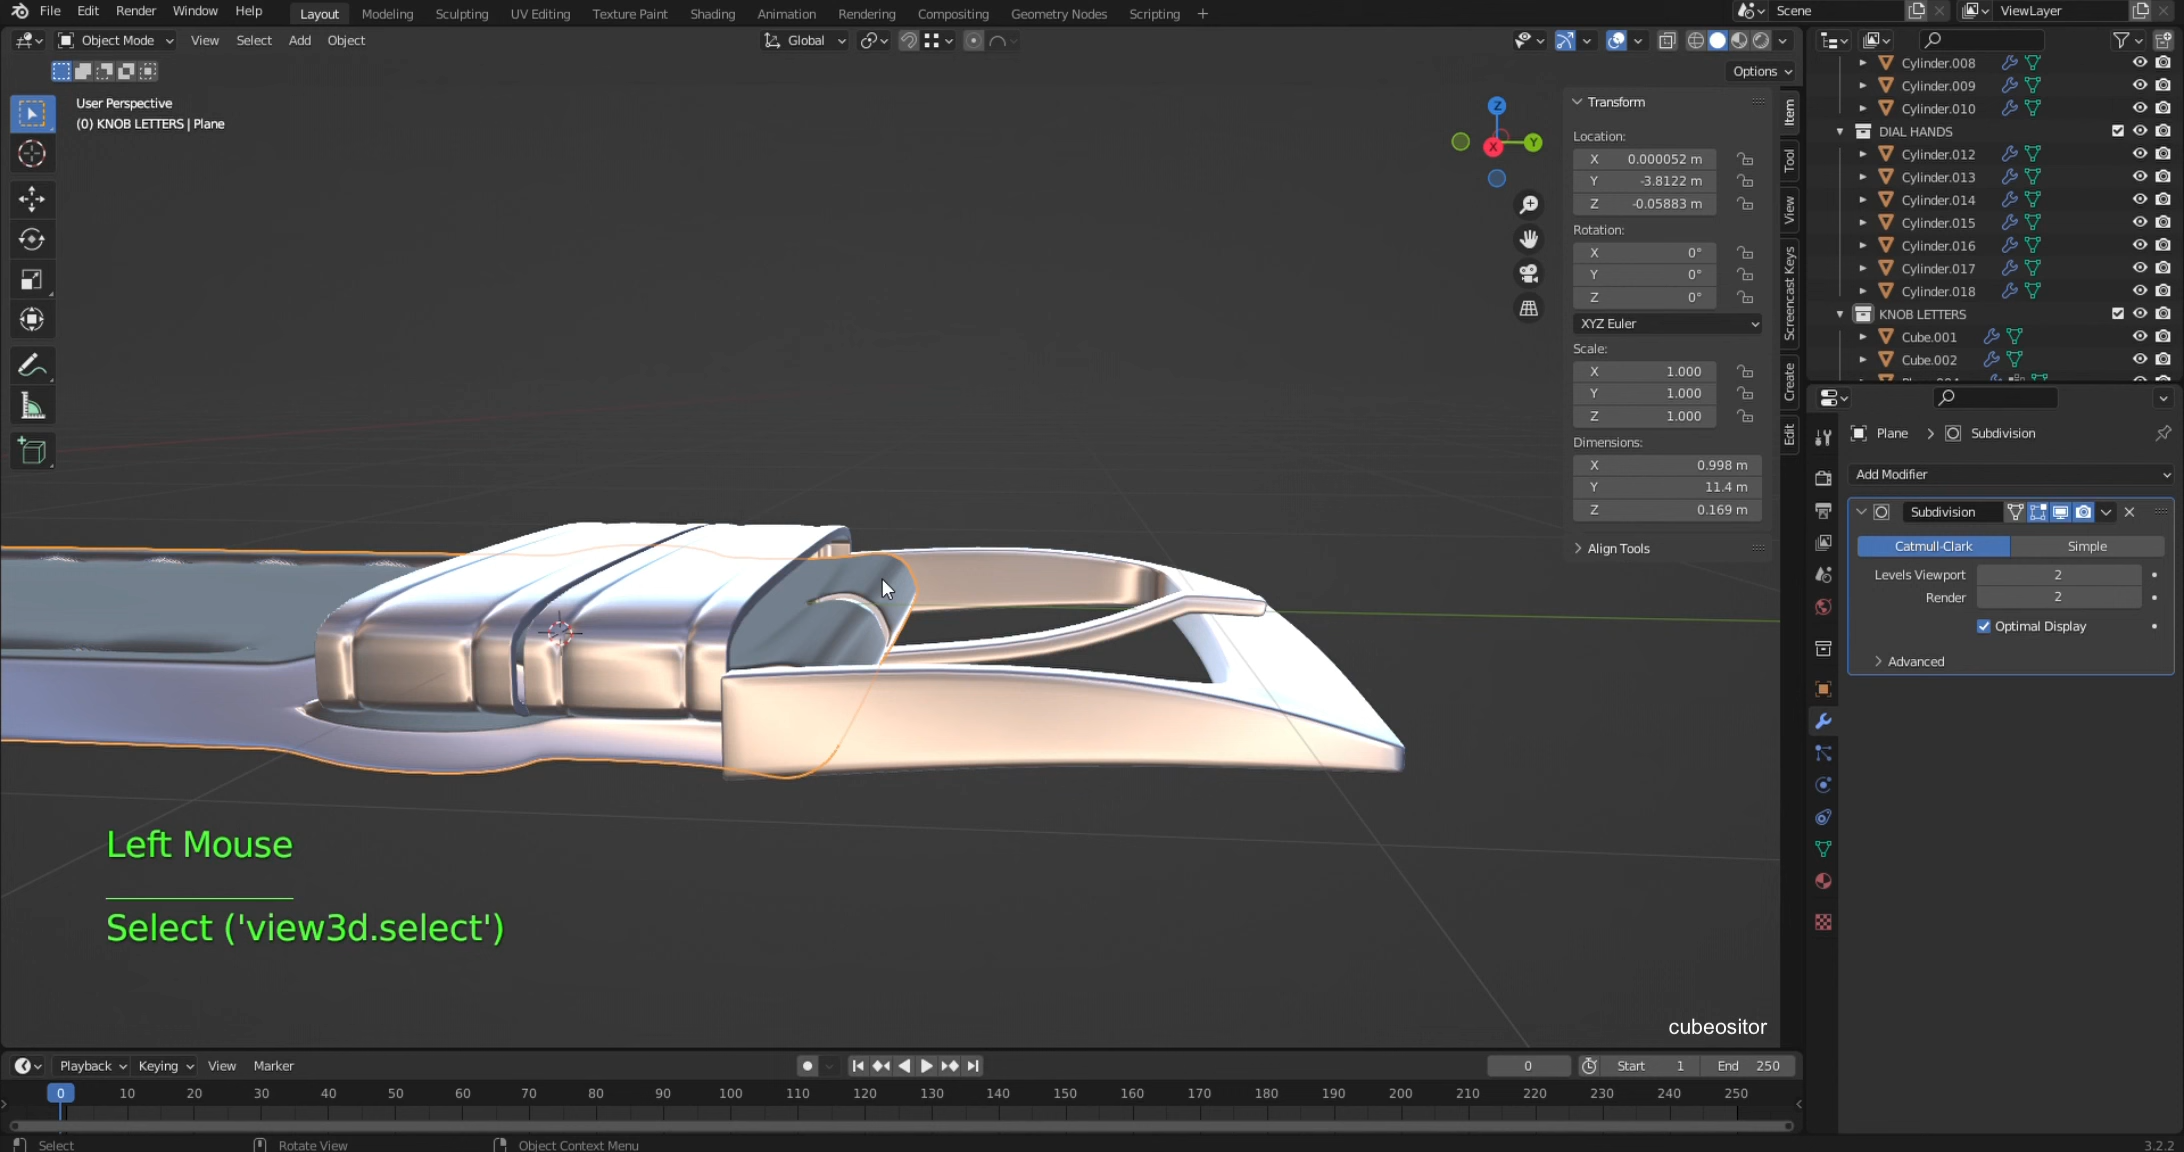 File Edit Render Window Help Layout Modeling Sculpting UV Editing Texture Paint Shading Animation Rendering Compositing Geometry Nodes Scripting + Scene ViewLayer
Object Mode View Select Add Object Global
Options
User Perspective
(0) KNOB LETTERS | Plane
Z
Y
X
Transform
Location:
X 0.000052 m
Y -3.8122 m
Z -0.05883 m
Rotation:
X 0°
Y 0°
Z 0°
XYZ Euler
Scale:
X 1.000
Y 1.000
Z 1.000
Dimensions:
X 0.998 m
Y 11.4 m
Z 0.169 m
Align Tools
Item
Tool
View
Screencast Keys
Create
Edit
Cylinder.008
Cylinder.009
Cylinder.010
DIAL HANDS
Cylinder.012
Cylinder.013
Cylinder.014
Cylinder.015
Cylinder.016
Cylinder.017
Cylinder.018
KNOB LETTERS
Cube.001
Cube.002
Plane > Subdivision
Add Modifier
Subdivision
Catmull-Clark Simple
Levels Viewport 2
Render 2
Optimal Display
Advanced
Left Mouse
Select ('view3d.select')
cubeositor
Playback Keying View Marker 0 Start 1 End 250
0 10 20 30 40 50 60 70 80 90 100 110 120 130 140 150 160 170 180 190 200 210 220 230 240 250
Select Rotate View Object Context Menu 3.2.2